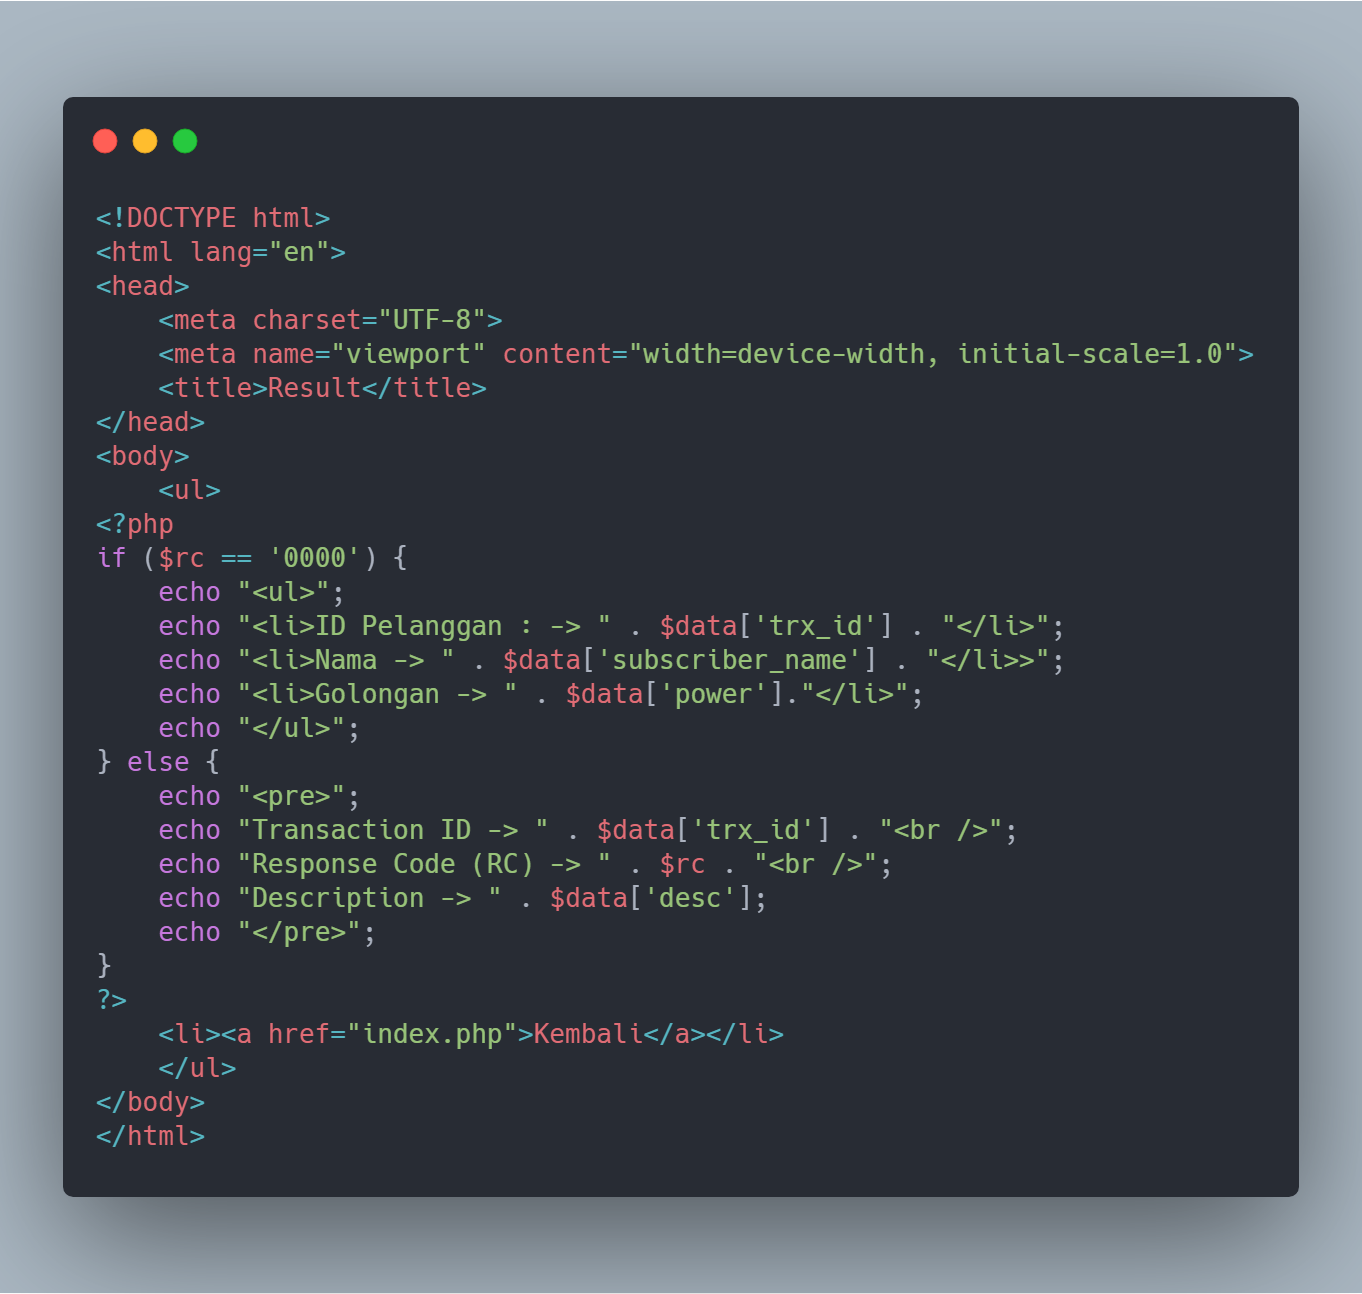 <!DOCTYPE html>
<html lang="en">
<head>
    <meta charset="UTF-8">
    <meta name="viewport" content="width=device-width, initial-scale=1.0">
    <title>Result</title>
</head>
<body>
    <ul>
<?php
if ($rc == '0000') {
    echo "<ul>";
    echo "<li>ID Pelanggan : -> " . $data['trx_id'] . "</li>";
    echo "<li>Nama -> " . $data['subscriber_name'] . "</li>>";
    echo "<li>Golongan -> " . $data['power']."</li>";
    echo "</ul>";
} else {
    echo "<pre>";
    echo "Transaction ID -> " . $data['trx_id'] . "<br />";
    echo "Response Code (RC) -> " . $rc . "<br />";
    echo "Description -> " . $data['desc'];
    echo "</pre>";
}
?>
    <li><a href="index.php">Kembali</a></li>
    </ul>
</body>
</html>